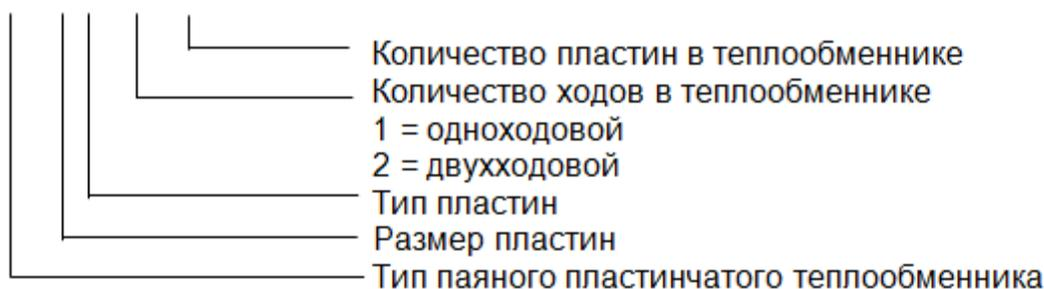 Количество пластин в теплообменнике
Количество ходов в теплообменнике
1 = одноходовой
2 = двухходовой
Тип пластин
Размер пластин
Тип паяного пластинчатого теплообменника